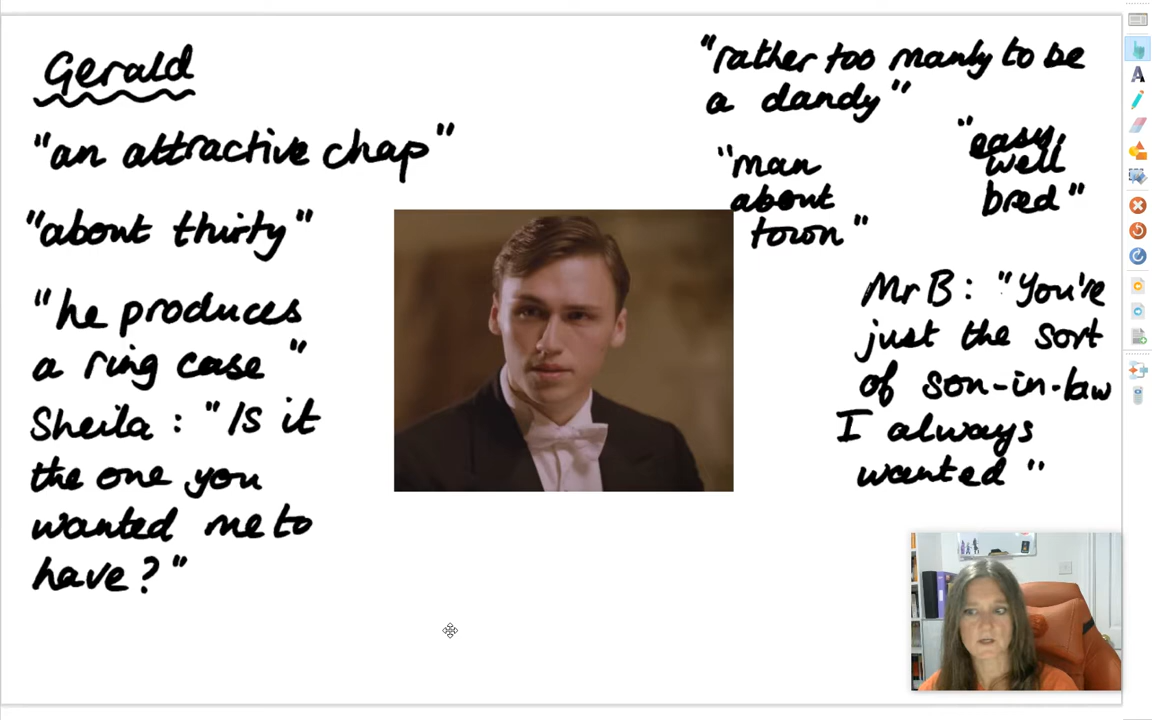 Gerald
"an attractive chap"
"about thirty"
"he produces
a ring case"
Sheila: "Is it
the one you
wanted me to
have?"
"rather too manly to be
a dandy"
"man
about
town"
"easy,
well
bred"
Mr B: "You're
just the sort
of son-in-law
I always
wanted"